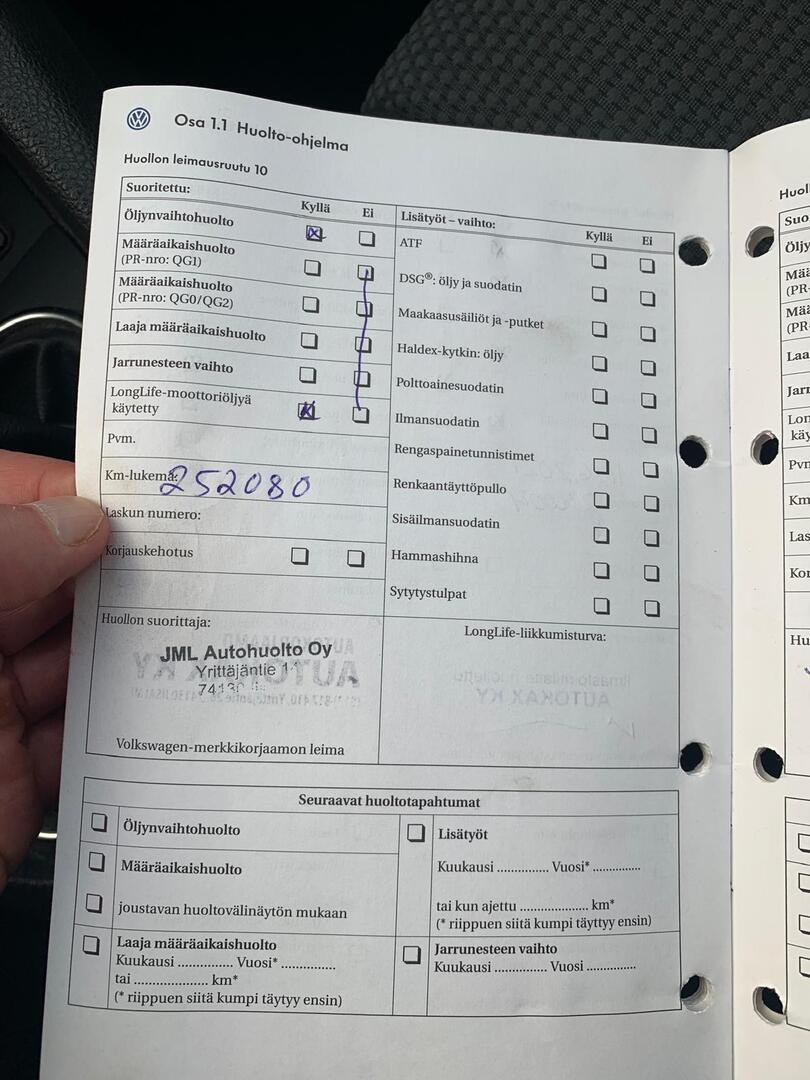 Osa 1.1 Huolto-ohjelma
Huollon leimausruutu 10
Suoritettu:
Kyllä Ei
Öljynvaihtohuolto
Määräaikaishuolto
(PR-nro: QG1)
Määräaikaishuolto
(PR-nro: QG0/QG2)
Laaja määräaikaishuolto
Jarrunesteen vaihto
LongLife-moottoriöljyä
käytetty
Pvm.
Km-lukema: 252080
Laskun numero:
Korjauskehotus
Huollon suorittaja:
JML Autohuolto Oy
Yrittäjäntie
Volkswagen-merkkikorjaamon leima
Lisätyöt – vaihto:
Kyllä Ei
ATF
DSG®: öljy ja suodatin
Maakaasusäiliöt ja -putket
Haldex-kytkin: öljy
Polttoainesuodatin
Ilmansuodatin
Rengaspainetunnistimet
Renkaantäyttöpullo
Sisäilmansuodatin
Hammashihna
Sytytystulpat
LongLife-liikkumisturva:
Seuraavat huoltotapahtumat
Öljynvaihtohuolto
Määräaikaishuolto
joustavan huoltovälinäytön mukaan
Laaja määräaikaishuolto
Kuukausi .............. Vuosi* ..............
tai ................... km*
(* riippuen siitä kumpi täytyy ensin)
Lisätyöt
Kuukausi .............. Vuosi* ..............
tai kun ajettu .................... km*
(* riippuen siitä kumpi täyttyy ensin)
Jarrunesteen vaihto
Kuukausi .............. Vuosi ..............